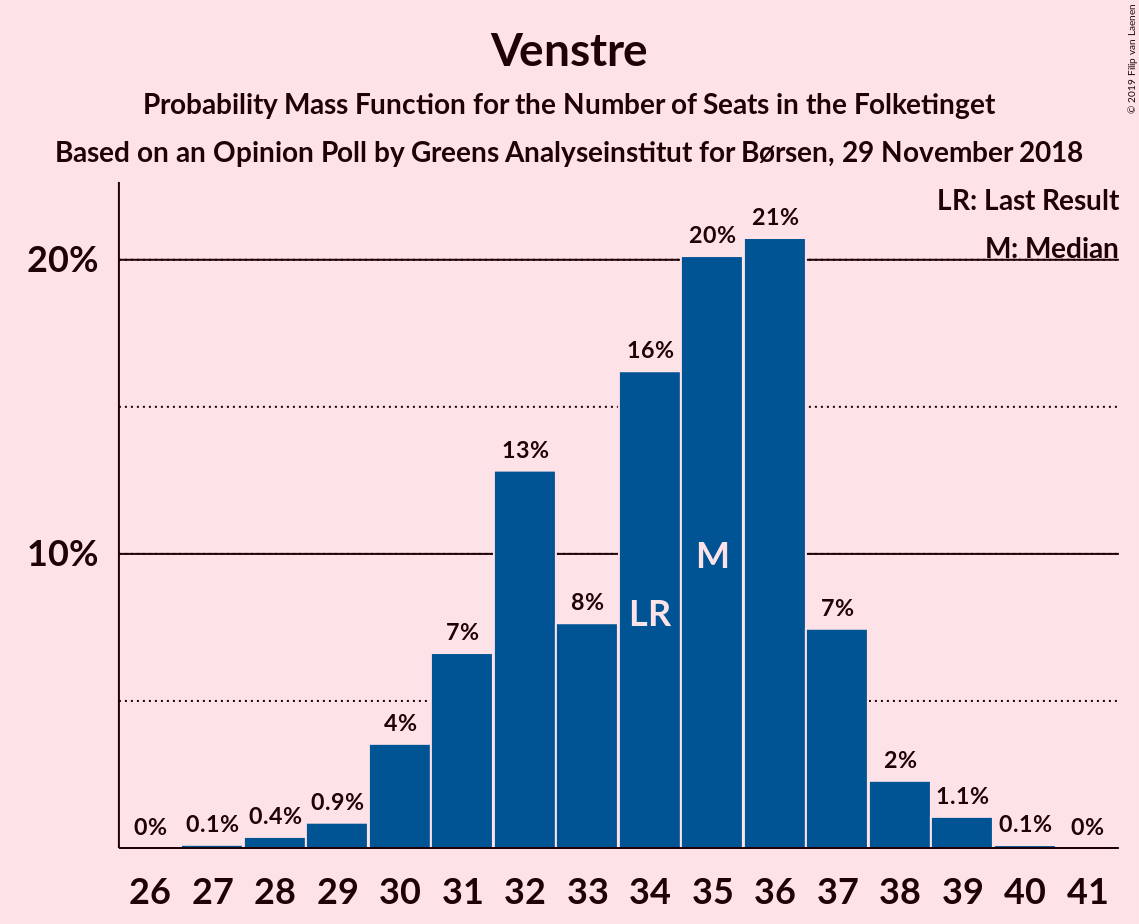 Venstre
Probability Mass Function for the Number of Seats in the Folketinget
Based on an Opinion Poll by Greens Analyseinstitut for Børsen, 29 November 2018
© 2019 Filip van Laenen
LR: Last Result
M: Median
20%
10%
0%
0.1%
0.4%
0.9%
4%
7%
13%
8%
16%
20%
21%
7%
2%
1.1%
0.1%
0%
LR
M
26 27 28 29 30 31 32 33 34 35 36 37 38 39 40 41